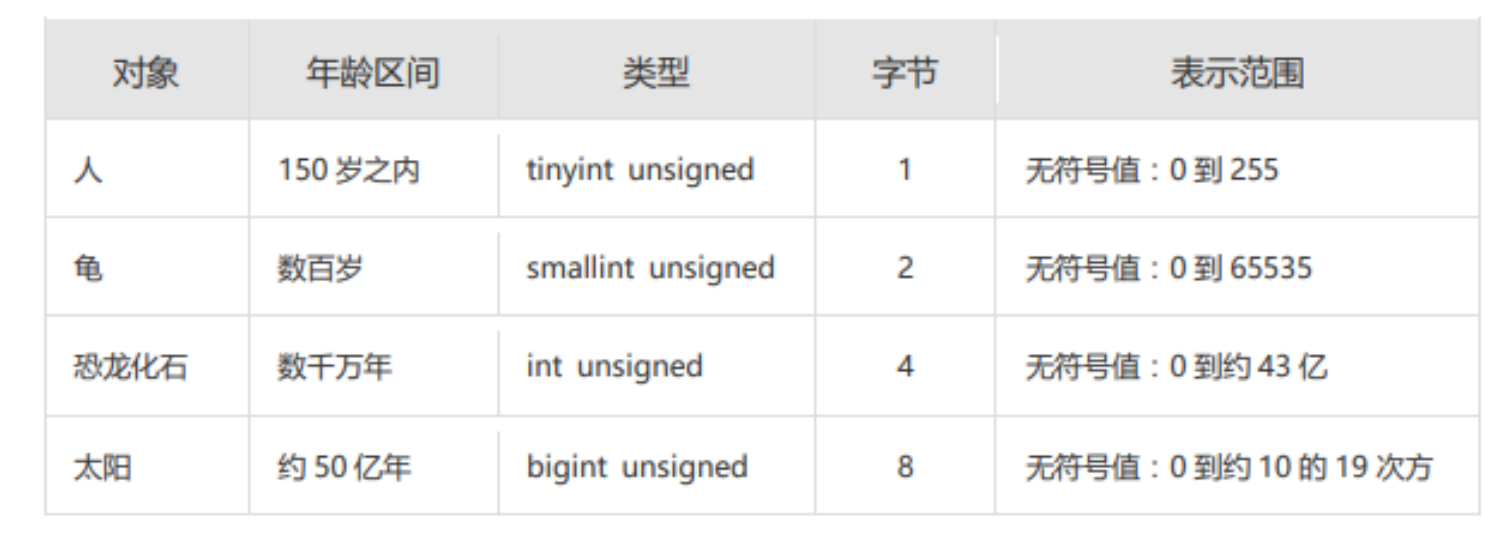 对象 年龄区间 类型 字节 表示范围
人 150 岁之内 tinyint unsigned 1 无符号值：0 到 255
龟 数百岁 smallint unsigned 2 无符号值：0 到 65535
恐龙化石 数千万年 int unsigned 4 无符号值：0 到约 43 亿
太阳 约 50 亿年 bigint unsigned 8 无符号值：0 到约 10 的 19 次方